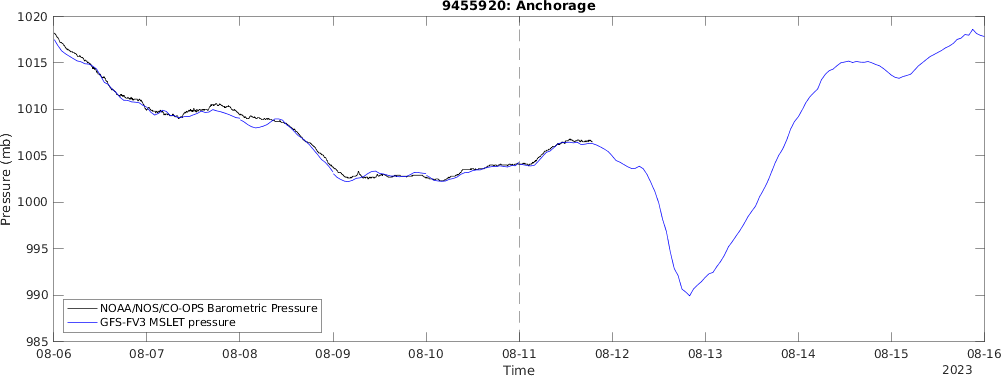 9455920: Anchorage
Pressure (mb)
1020
1015
1010
1005
1000
995
990
985
NOAA/NOS/CO-OPS Barometric Pressure
GFS-FV3 MSLET pressure
08-06 08-07 08-08 08-09 08-10 08-11 08-12 08-13 08-14 08-15 08-16
Time
2023